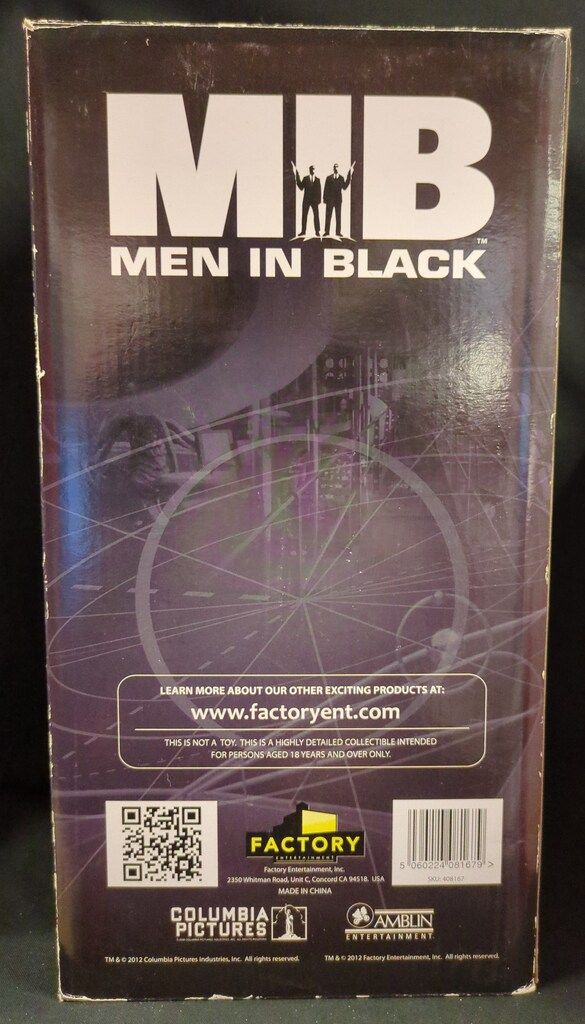 MIB™
MEN IN BLACK
LEARN MORE ABOUT OUR OTHER EXCITING PRODUCTS AT:
www.factoryent.com
THIS IS NOT A TOY. THIS IS A HIGHLY DETAILED COLLECTIBLE INTENDED
FOR PERSONS AGED 18 YEARS AND OVER ONLY.
FACTORY
ENTERTAINMENT
Factory Entertainment, Inc.
2350 Whitman Road, Unit C, Concord CA 94518. USA
MADE IN CHINA
5 060224 081679 >
SKU: 408167
COLUMBIA
PICTURES
AMBLIN
ENTERTAINMENT
TM & © 2012 Columbia Pictures Industries, Inc. All rights reserved.
TM & © 2012 Factory Entertainment, Inc. All rights reserved.